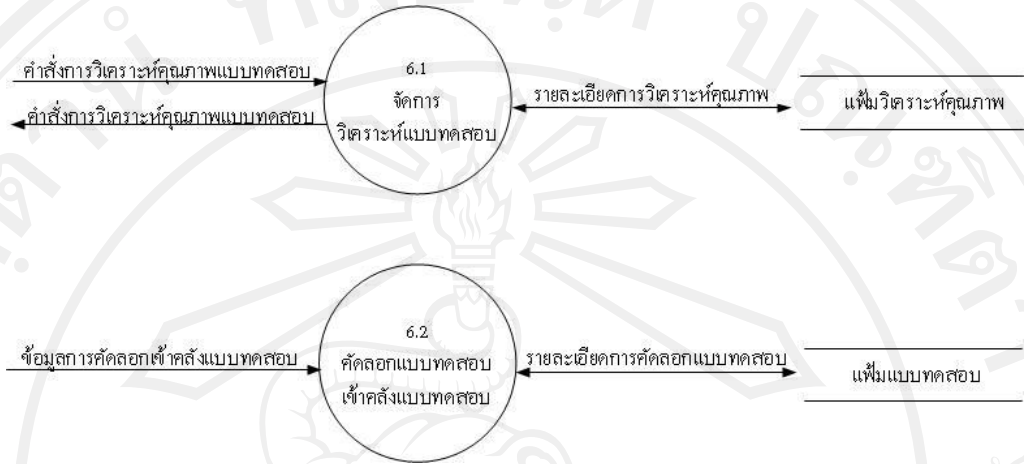 คำสั่งการวิเคราะห์คุณภาพแบบทดสอบ
คำสั่งการวิเคราะห์คุณภาพแบบทดสอบ
6.1
จัดการ
วิเคราะห์แบบทดสอบ
รายละเอียดการวิเคราะห์คุณภาพ
แฟ้มวิเคราะห์คุณภาพ
ข้อมูลการคัดลอกเข้าคลังแบบทดสอบ
6.2
คัดลอกแบบทดสอบ
เข้าคลังแบบทดสอบ
รายละเอียดการคัดลอกแบบทดสอบ
แฟ้มแบบทดสอบ